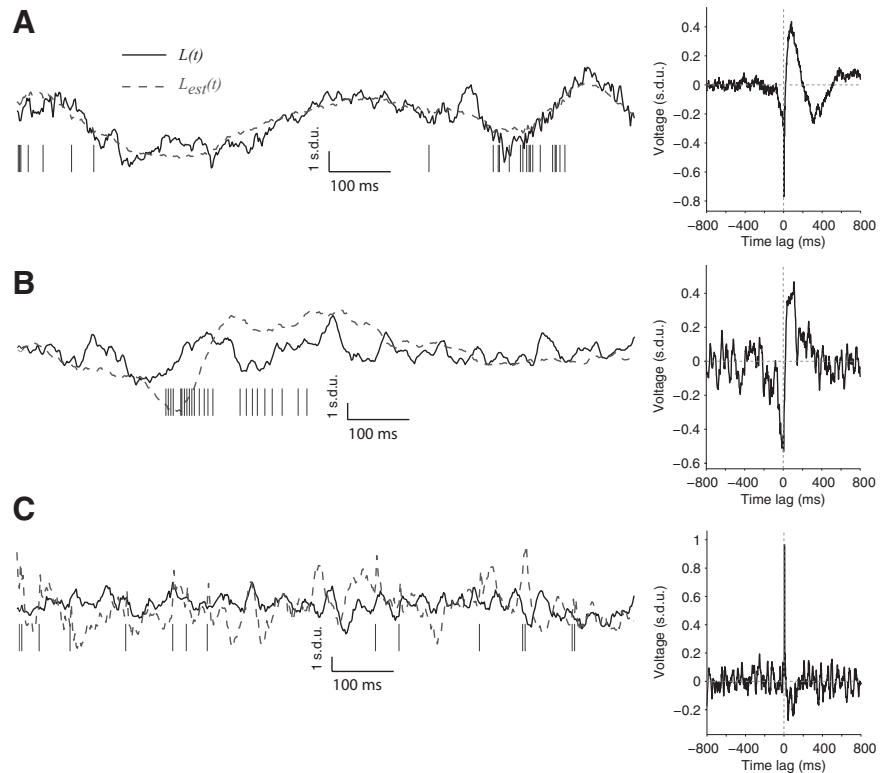 A
L(t)
L_est(t)
1 s.d.u.
100 ms
Voltage (s.d.u.)
0.4
0.2
0
−0.2
−0.4
−0.6
−0.8
−800 −400 0 400 800
Time lag (ms)
B
1 s.d.u.
100 ms
Voltage (s.d.u.)
0.4
0.2
0
−0.2
−0.4
−0.6
−800 −400 0 400 800
Time lag (ms)
C
1 s.d.u.
100 ms
Voltage (s.d.u.)
1
0.8
0.6
0.4
0.2
0
−0.2
−800 −400 0 400 800
Time lag (ms)